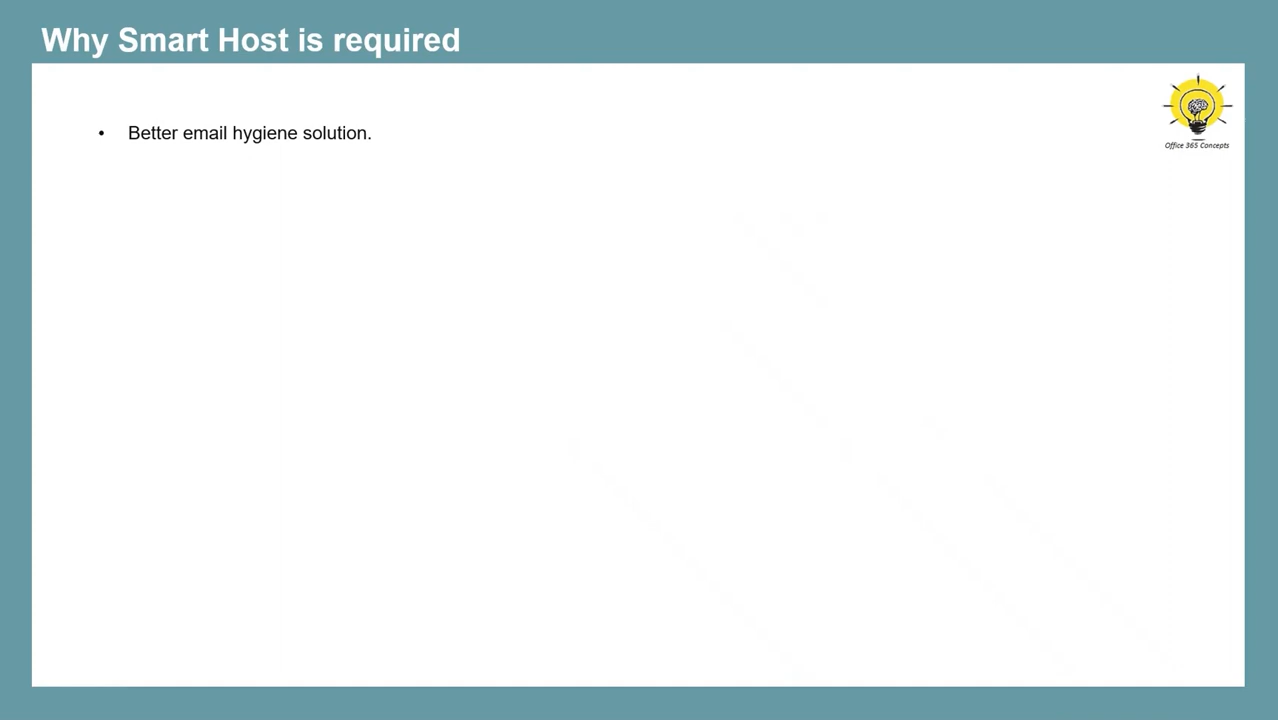 Why Smart Host is required
• Better email hygiene solution.
Office 365 Concepts